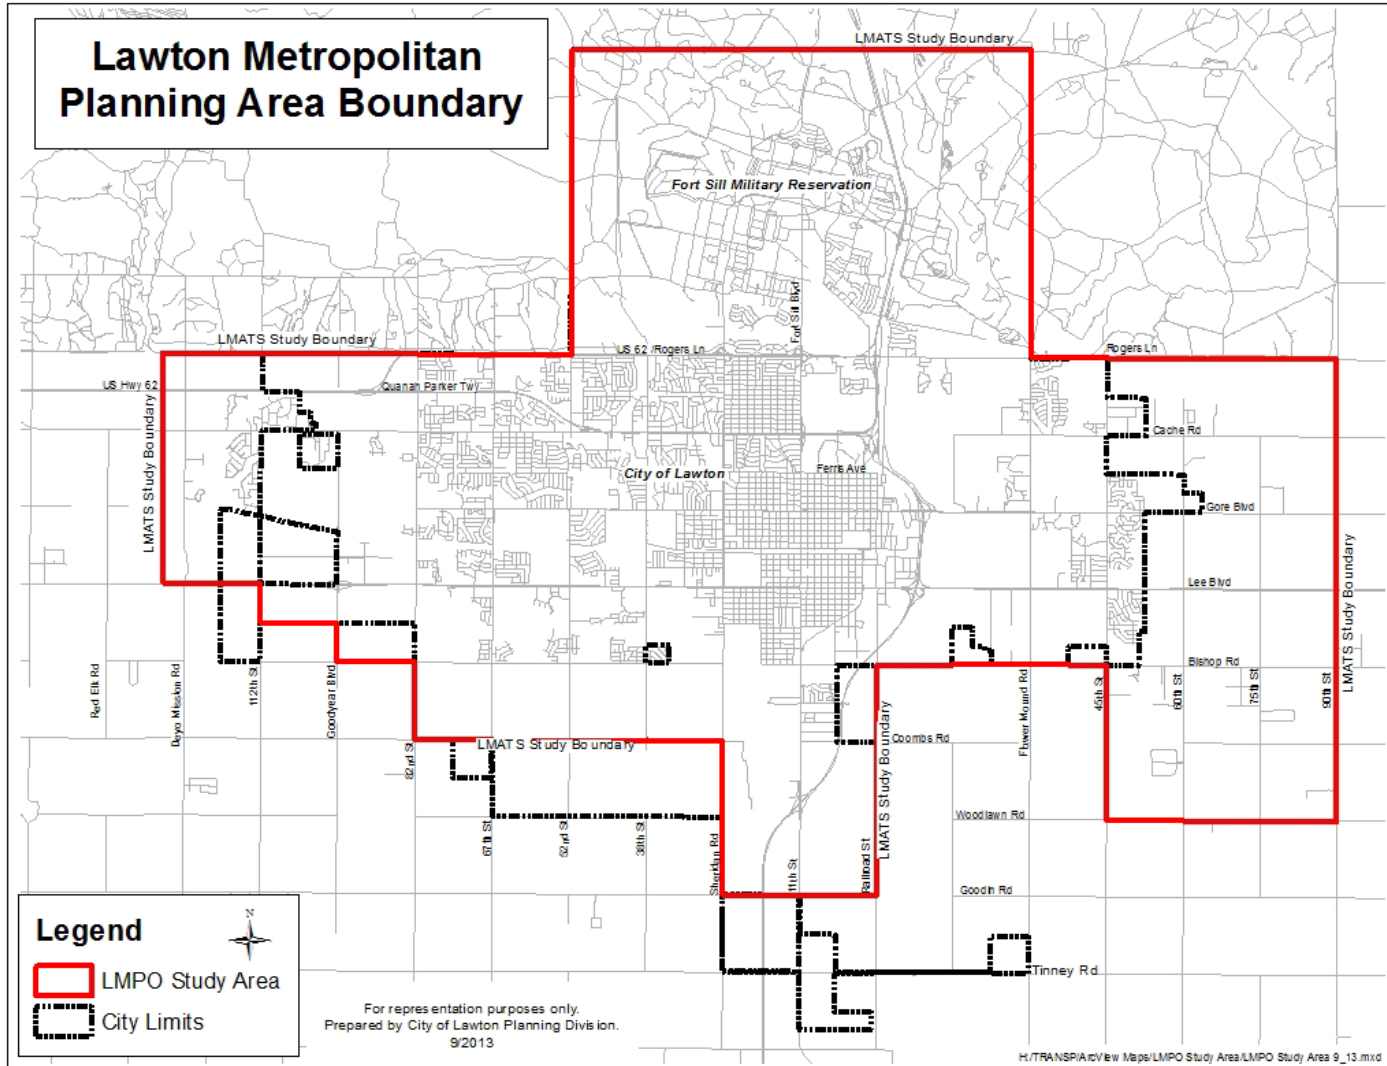 Lawton Metropolitan
Planning Area Boundary
LMATS Study Boundary
Fort Sill Military Reservation
Fort Sill Blvd
LMATS Study Boundary
US 62 /Rogers Ln
Rogers Ln
US Hwy 62
Quanah Parker Twy
LMATS Study Boundary
Cache Rd
City of Lawton
Ferris Ave
Gore Blvd
Lee Blvd
LMATS Study Boundary
Bishop Rd
Red Elk Rd
Deyo Mission Rd
112th St
Goodyear Blvd
82nd St
Flower Mound Rd
45th St
60th St
75th St
90th St
LMATS Study Boundary
Coombs Rd
LMATS Study Boundary
67th St
52nd St
38th St
Sheridan Rd
11th St
Railroad St
Woodlawn Rd
Goodin Rd
Tinney Rd
Legend
N
LMPO Study Area
City Limits
For representation purposes only.
Prepared by City of Lawton Planning Division.
9/2013
H:/TRANSP/ArcView Maps/LMPO Study Area/LMPO Study Area 9_13.mxd